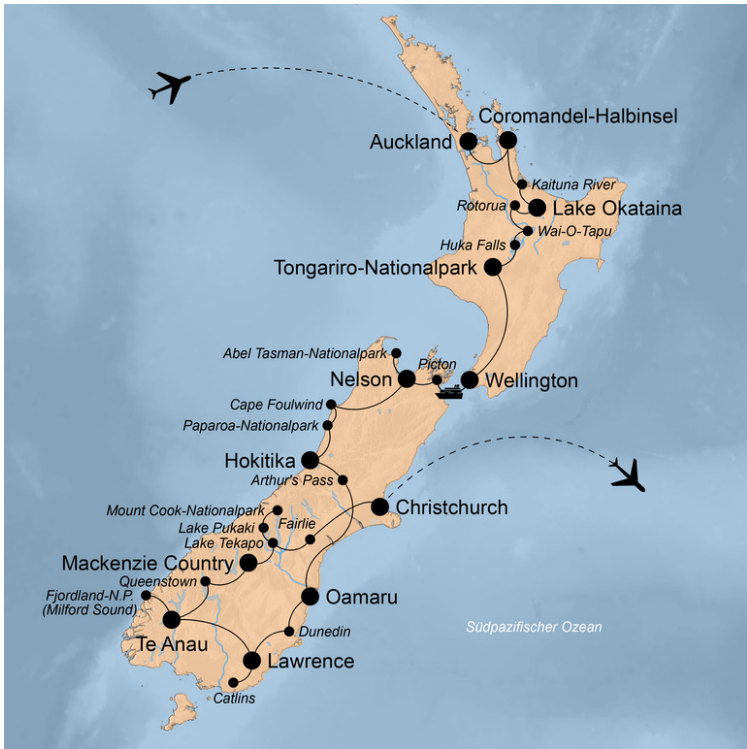 Coromandel-Halbinsel
Auckland
Kaituna River
Rotorua
Lake Okataina
Wai-O-Tapu
Huka Falls
Tongariro-Nationalpark
Abel Tasman-Nationalpark
Picton
Nelson
Wellington
Cape Foulwind
Paparoa-Nationalpark
Hokitika
Arthur's Pass
Mount Cook-Nationalpark
Christchurch
Lake Pukaki
Fairlie
Lake Tekapo
Mackenzie Country
Queenstown
Fjordland-N.P.
(Milford Sound)
Oamaru
Südpazifischer Ozean
Dunedin
Te Anau
Lawrence
Catlins